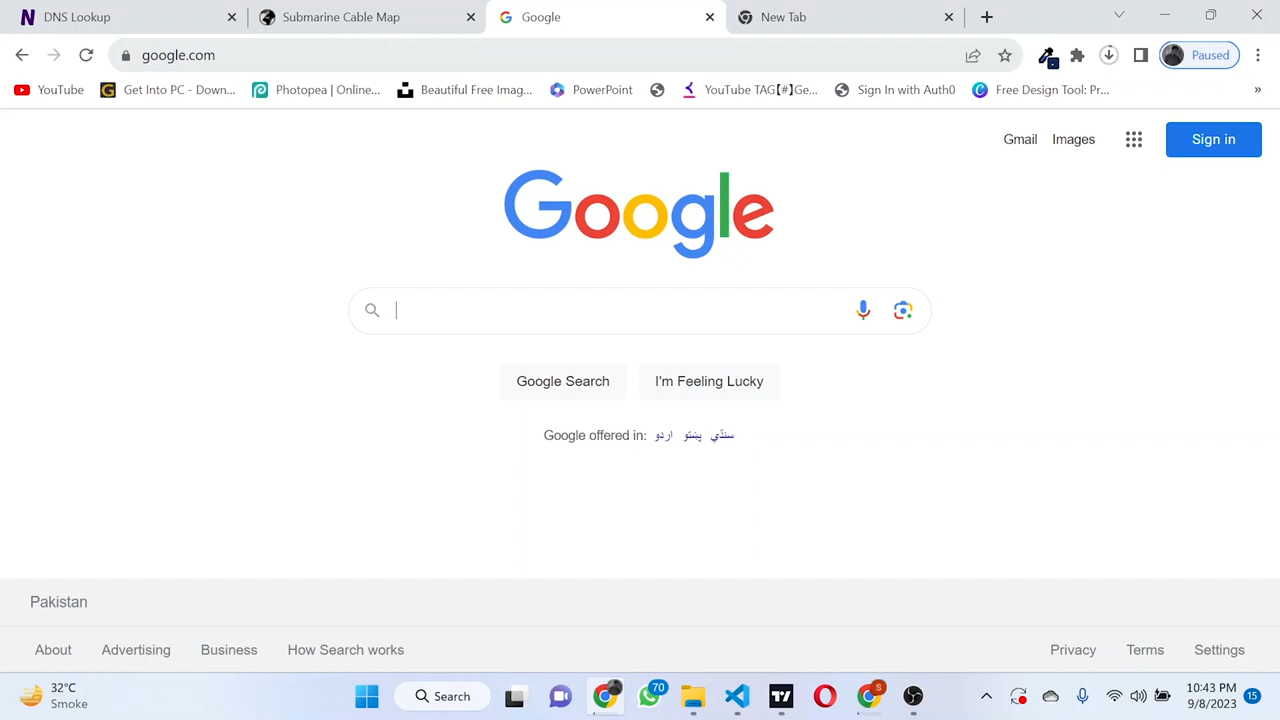 DNS Lookup
Submarine Cable Map
Google
New Tab
google.com
Paused
YouTube
Get Into PC - Down...
Photopea | Online...
Beautiful Free Imag...
PowerPoint
YouTube TAG【#】Ge...
Sign In with Auth0
Free Design Tool: Pr...
»
Gmail
Images
Sign in
Google
Google Search
I'm Feeling Lucky
Google offered in: اردو پښتو سنڌي
Pakistan
About
Advertising
Business
How Search works
Privacy
Terms
Settings
32°C
Smoke
Search
70
S
10:43 PM
9/8/2023
15